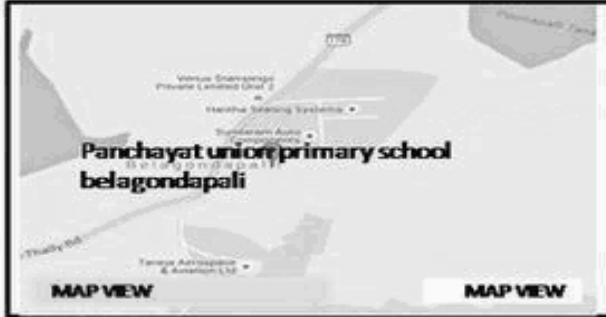 Venus Stampings
Private Limited Unit 2
Haritha Seating Systems
Sundaram Auto
Components
Panchayat union primary school
Belagondapalli
belagondapali
Thally Rd
Taneja Aerospace
& Aviation Ltd
MAP VIEW
MAP VIEW